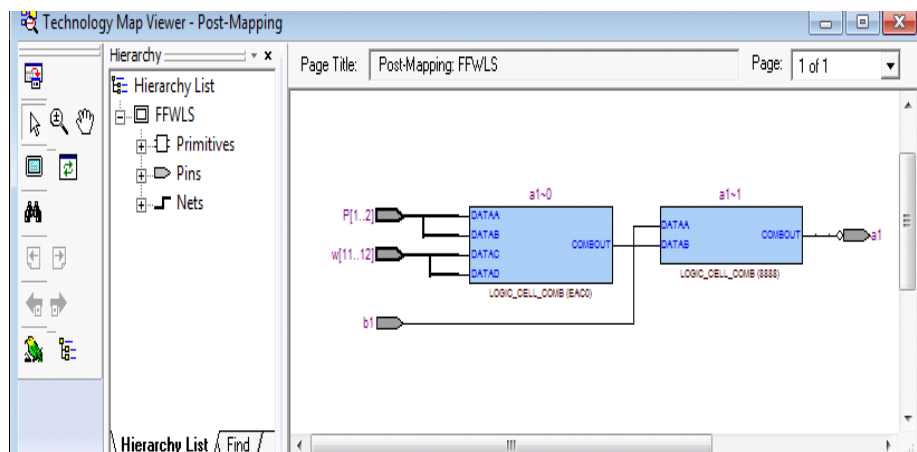 Technology Map Viewer - Post-Mapping
Hierarchy
Hierarchy List
FFWLS
Primitives
Pins
Nets
Hierarchy List
Find
Page Title: Post-Mapping: FFWLS
Page: 1 of 1
a1~0
a1~1
P[1..2]
DATAA
DATAB
w[11..12]
DATAC
DATAD
COMBOUT
LOGIC_CELL_COMB (EAC0)
DATAA
DATAB
COMBOUT
a1
LOGIC_CELL_COMB (8888)
b1